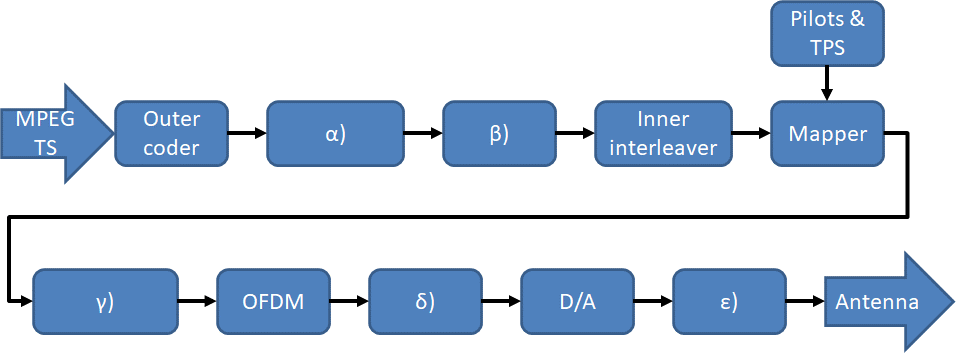 Pilots &
TPS
MPEG
TS
Outer
coder
α)
β)
Inner
interleaver
Mapper
γ)
OFDM
δ)
D/A
ε)
Antenna